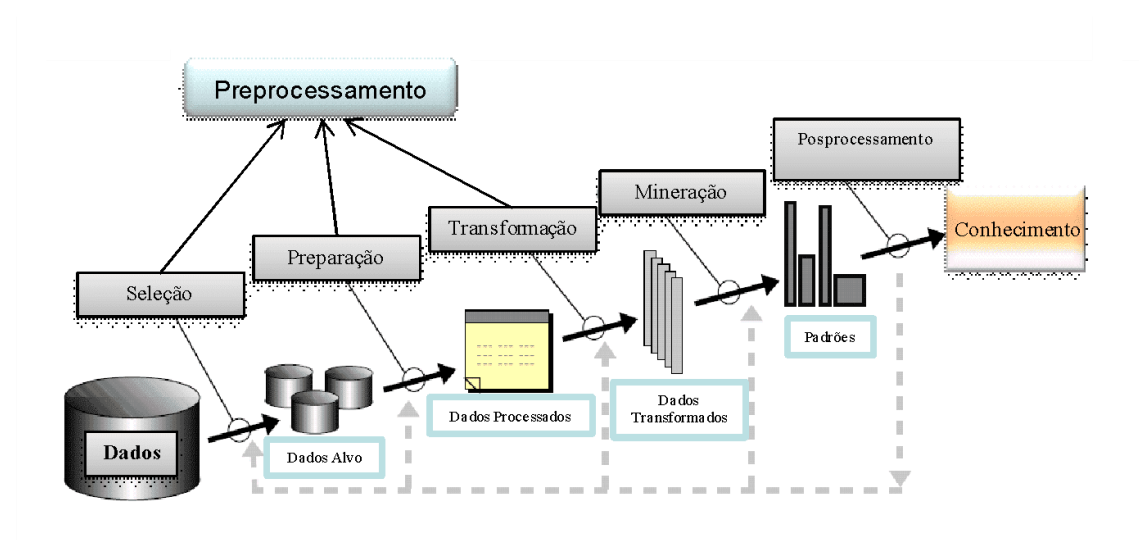 Preprocessamento
Posprocessamento
Mineração
Conhecimento
Transformação
Preparação
Seleção
Padrões
Dados
Transformados
Dados Processados
Dados Alvo
Dados